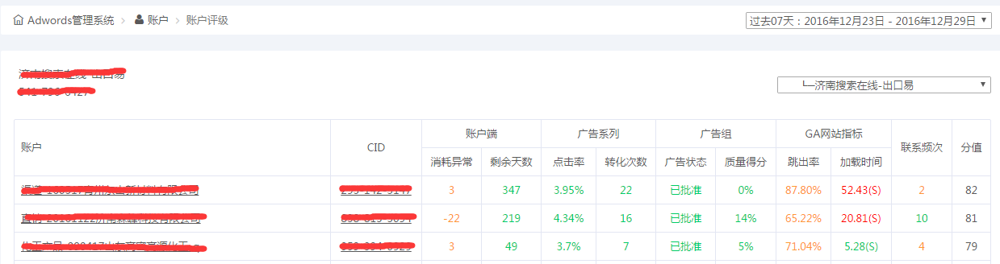 Adwords管理系统 > 账户 > 账户评级
过去07天：2016年12月23日 - 2016年12月29日
└─济南搜索在线-出口易
账户 CID 账户端 广告系列 广告组 GA网站指标 联系频次 分值
消耗异常 剩余天数 点击率 转化次数 广告状态 质量得分 跳出率 加载时间
3 347 3.95% 22 已批准 0% 87.80% 52.43(S) 2 82
-22 219 4.34% 16 已批准 14% 65.22% 20.81(S) 10 81
3 49 3.7% 7 已批准 5% 71.04% 5.28(S) 4 79